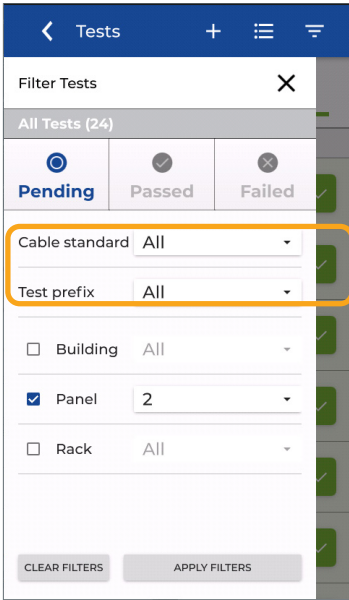 Tests
Filter Tests
All Tests (24)
Pending Passed Failed
Cable standard All
Test prefix All
Building All
Panel 2
Rack All
CLEAR FILTERS APPLY FILTERS